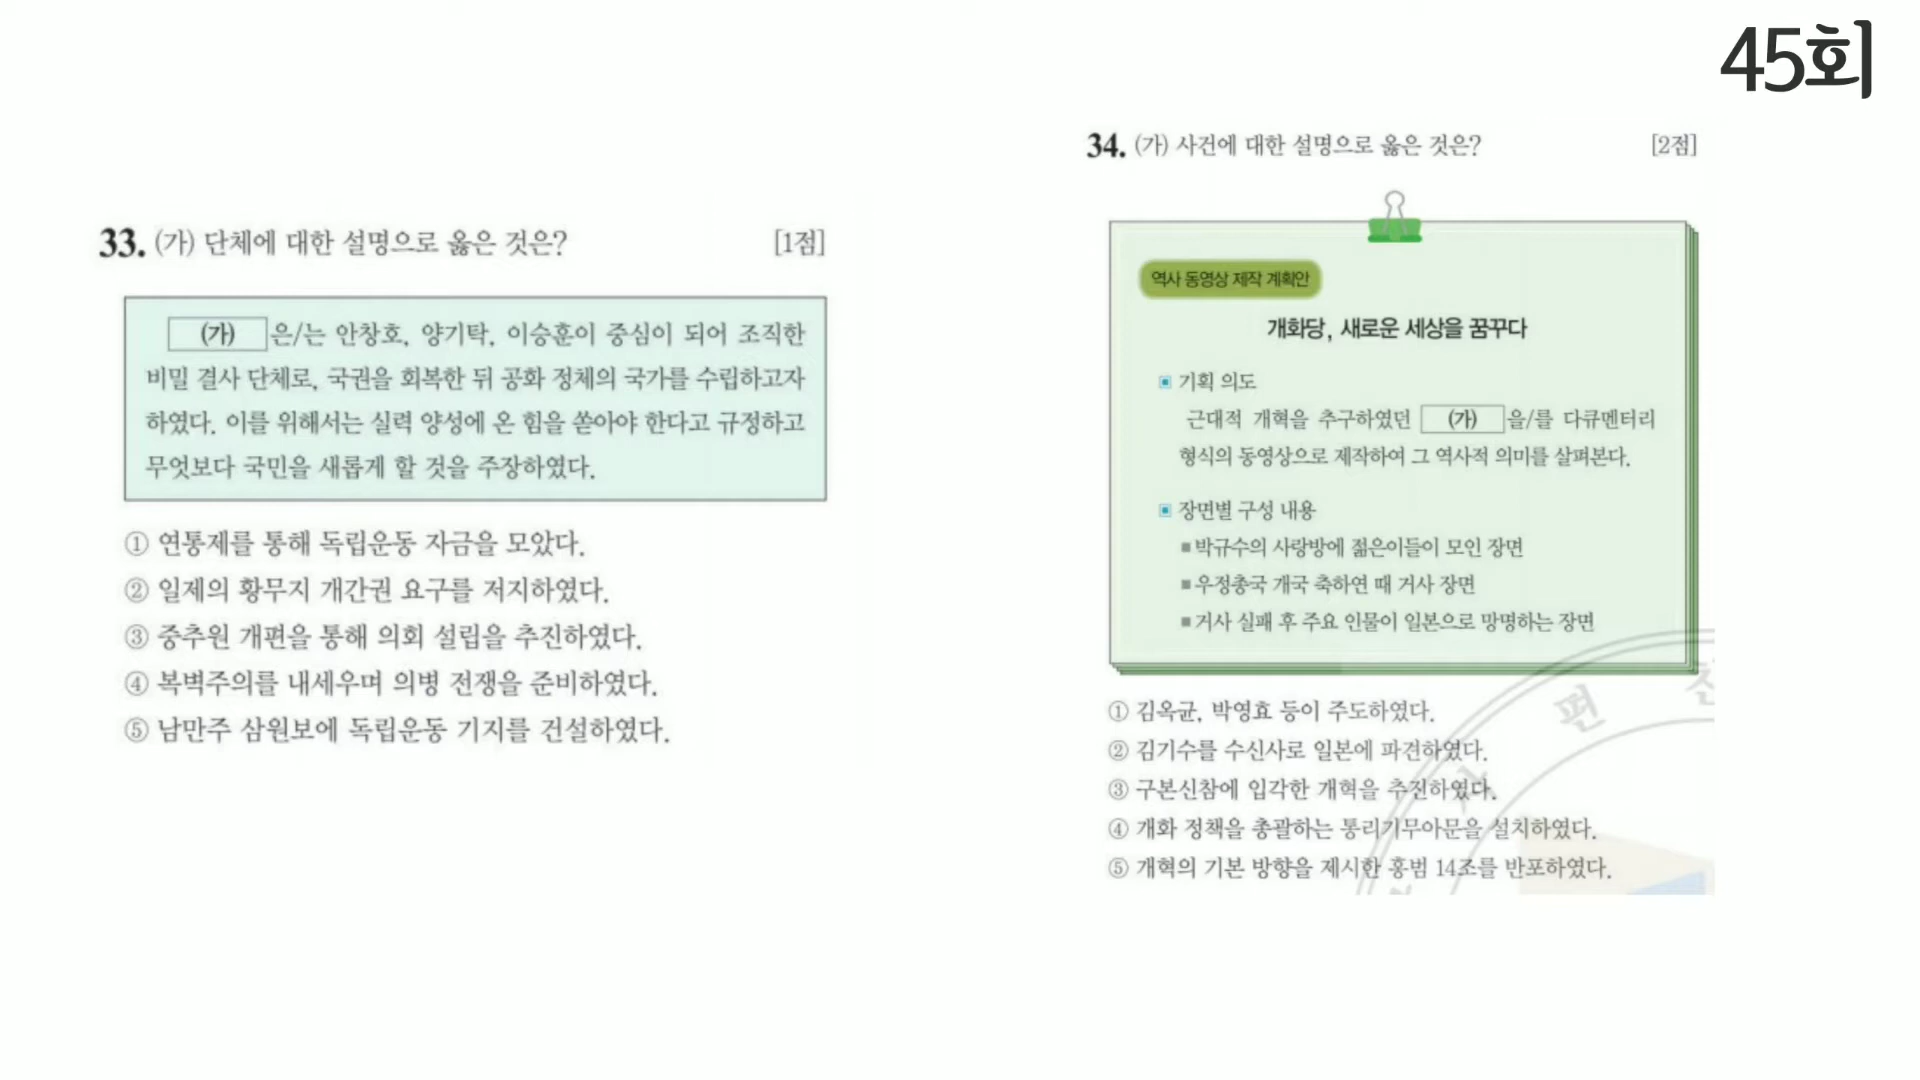 45회
33. (가) 단체에 대한 설명으로 옳은 것은? [1점]
(가) 은/는 안창호, 양기탁, 이승훈이 중심이 되어 조직한
비밀 결사 단체로, 국권을 회복한 뒤 공화 정체의 국가를 수립하고자
하였다. 이를 위해서는 실력 양성에 온 힘을 쏟아야 한다고 규정하고
무엇보다 국민을 새롭게 할 것을 주장하였다.
① 연통제를 통해 독립운동 자금을 모았다.
② 일제의 황무지 개간권 요구를 저지하였다.
③ 중추원 개편을 통해 의회 설립을 추진하였다.
④ 복벽주의를 내세우며 의병 전쟁을 준비하였다.
⑤ 남만주 삼원보에 독립운동 기지를 건설하였다.
34. (가) 사건에 대한 설명으로 옳은 것은? [2점]
역사 동영상 제작 계획안
개화당, 새로운 세상을 꿈꾸다
▣ 기획 의도
근대적 개혁을 추구하였던 (가) 을/를 다큐멘터리
형식의 동영상으로 제작하여 그 역사적 의미를 살펴본다.
▣ 장면별 구성 내용
■ 박규수의 사랑방에 젊은이들이 모인 장면
■ 우정총국 개국 축하연 때 거사 장면
■ 거사 실패 후 주요 인물이 일본으로 망명하는 장면
① 김옥균, 박영효 등이 주도하였다.
② 김기수를 수신사로 일본에 파견하였다.
③ 구본신참에 입각한 개혁을 추진하였다.
④ 개화 정책을 총괄하는 통리기무아문을 설치하였다.
⑤ 개혁의 기본 방향을 제시한 홍범 14조를 반포하였다.